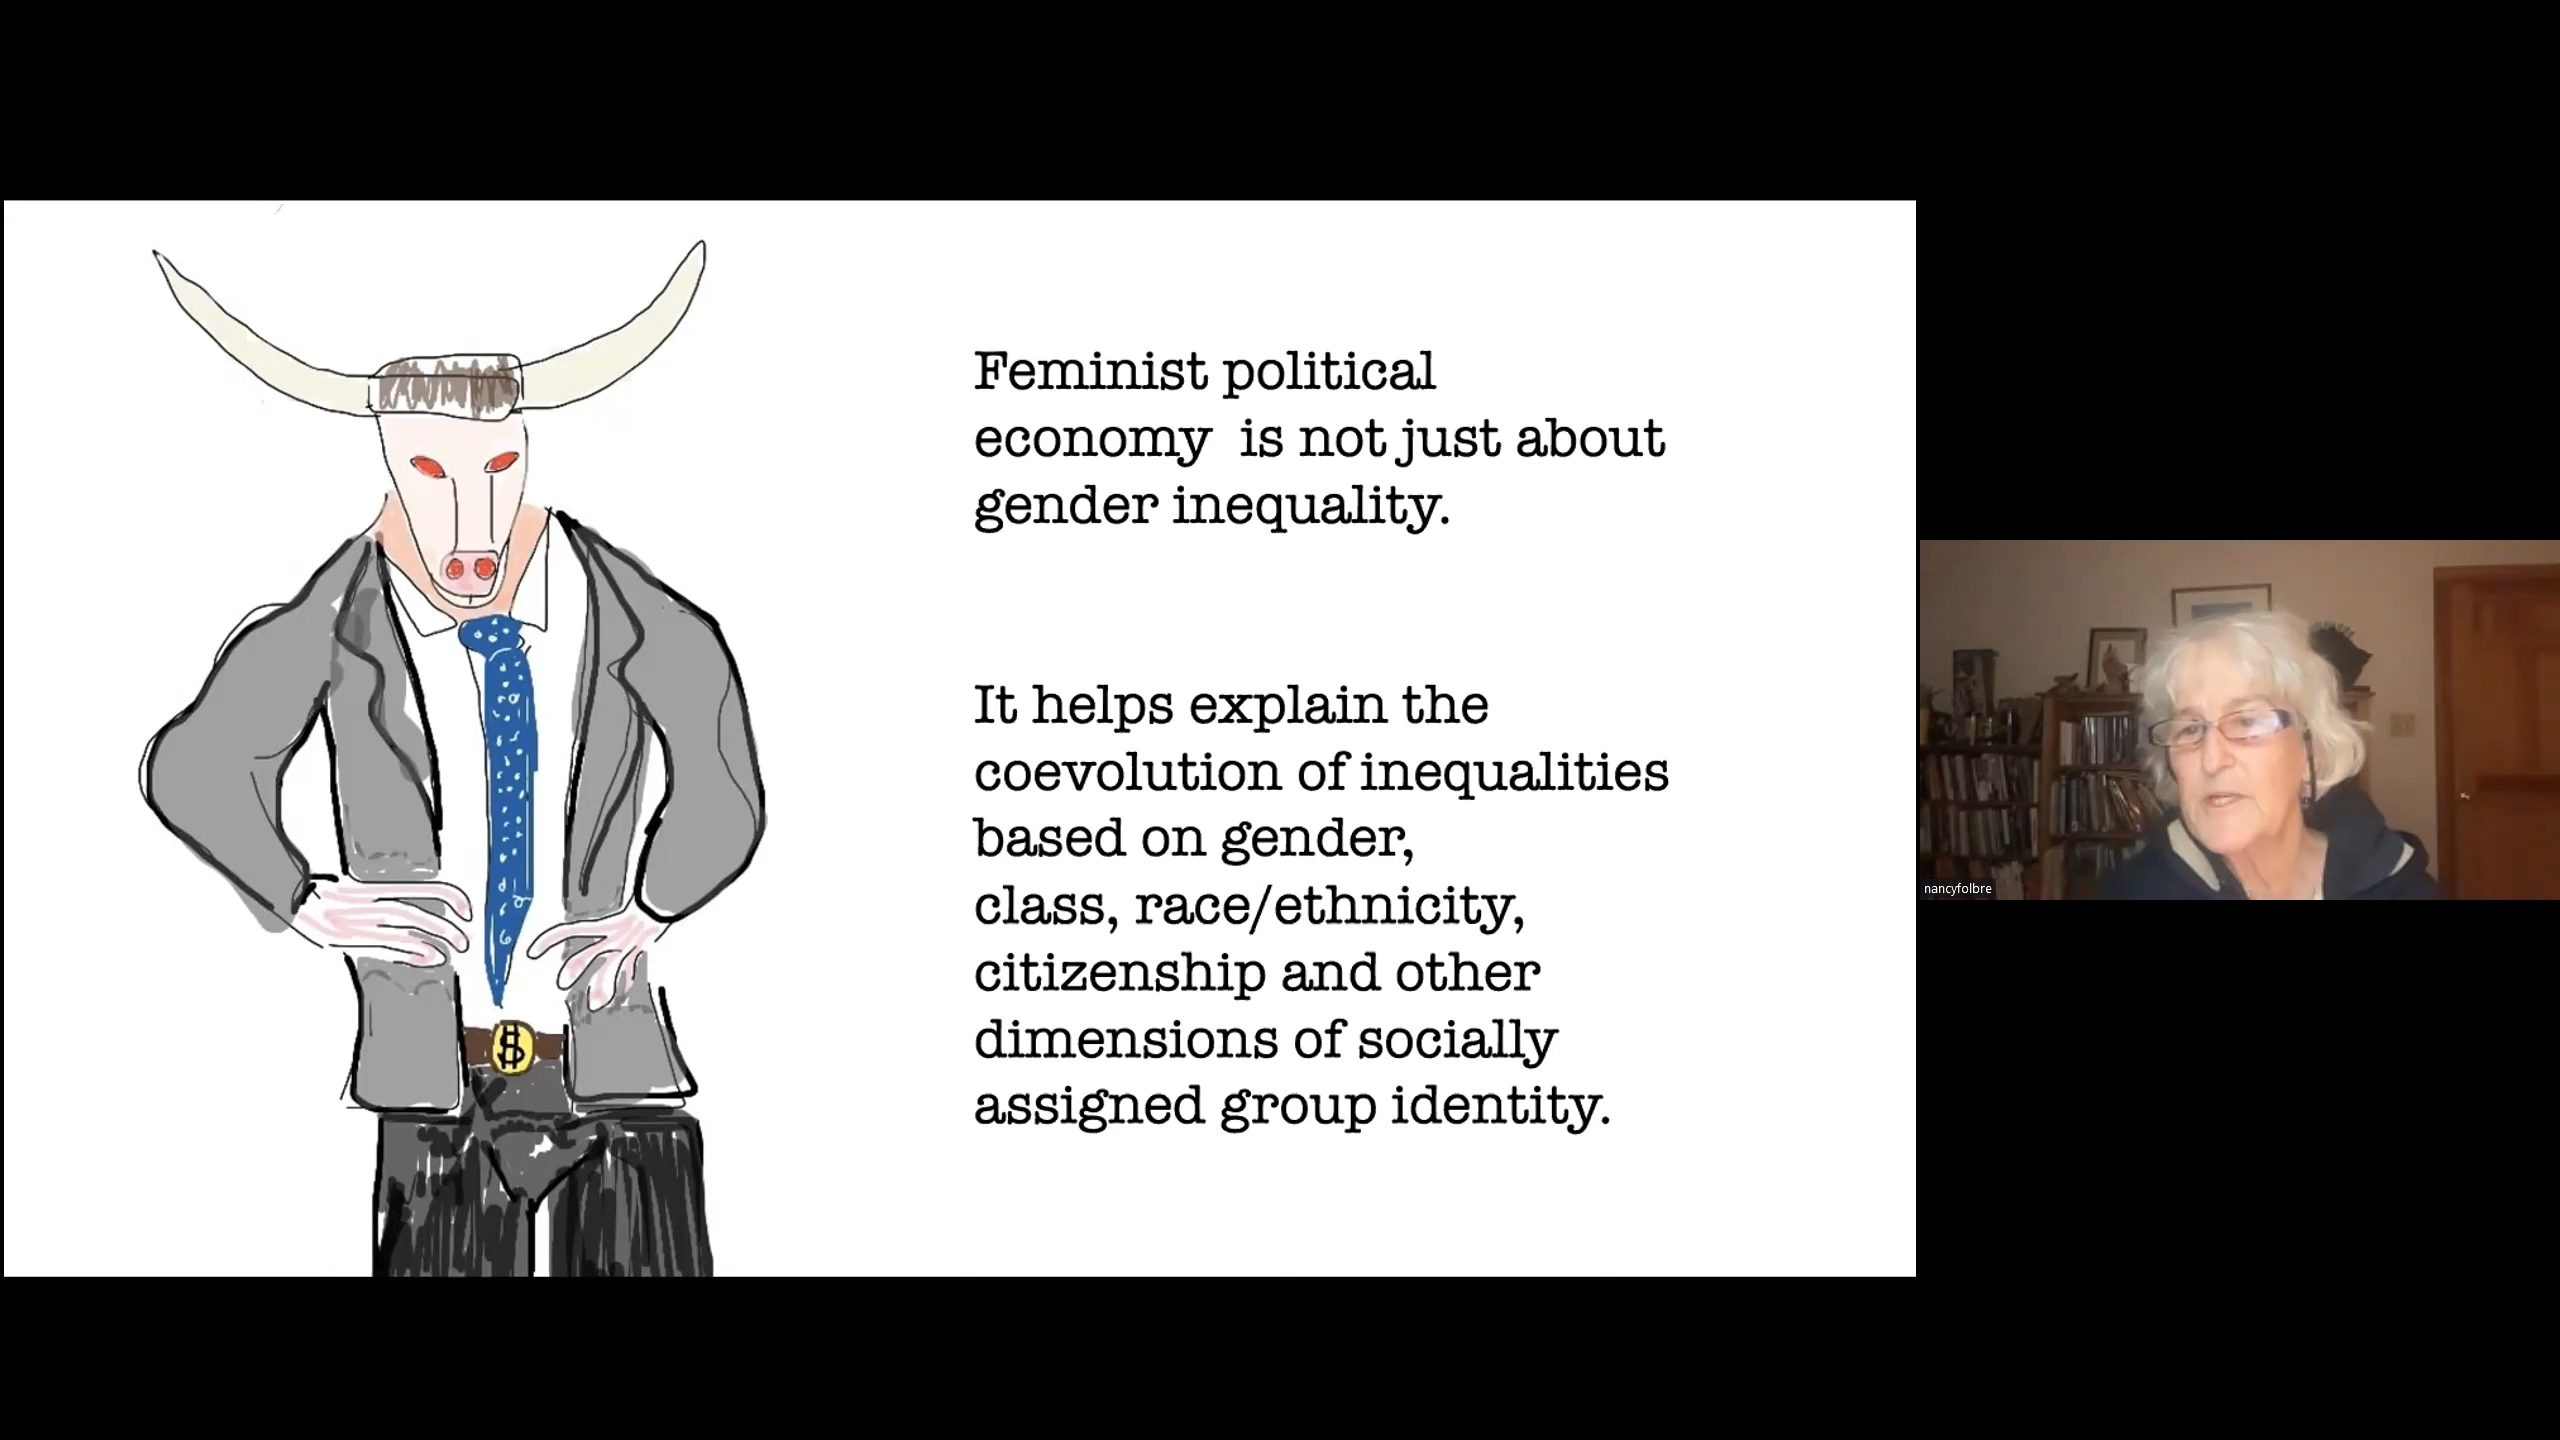 Feminist political
economy  is not just about
gender inequality.
It helps explain the
coevolution of inequalities
based on gender,
class, race/ethnicity,
citizenship and other
dimensions of socially
assigned group identity.
$
nancyfolbre